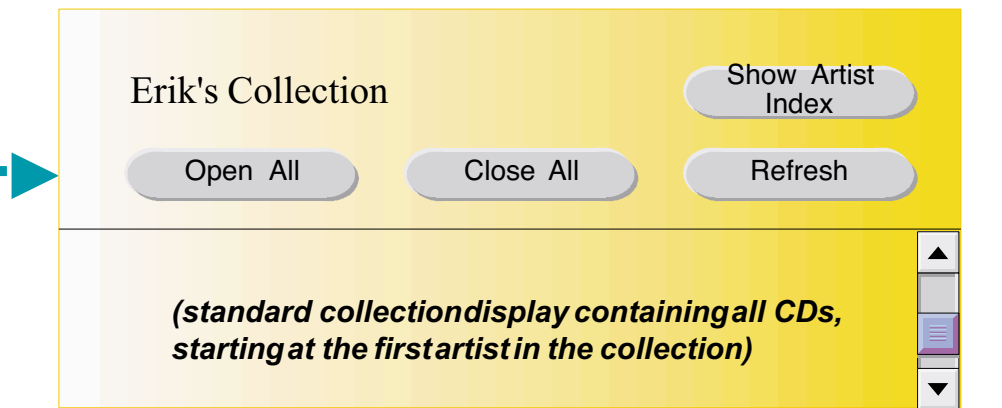 Erik's Collection
Show Artist
Index
Open All
Close All
Refresh
(standard collectiondisplay containingall CDs,
startingat the firstartistin the collection)